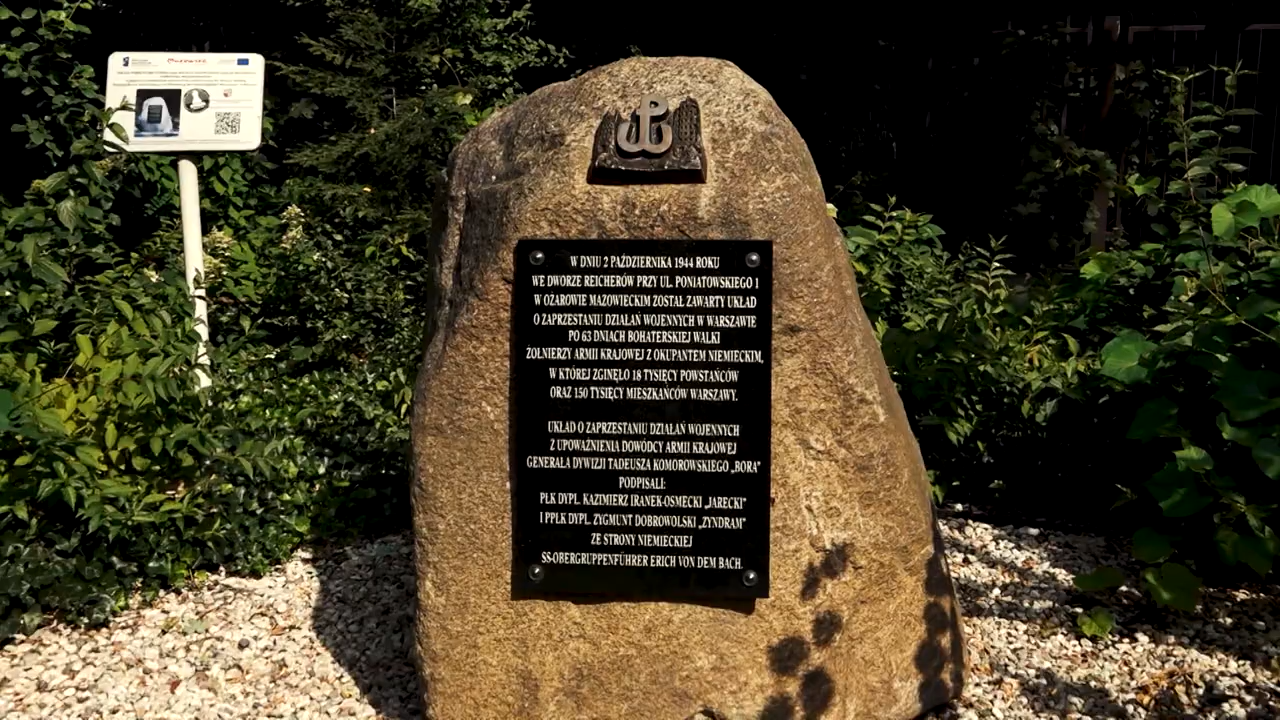 Mazowsze
W DNIU 2 PAŹDZIERNIKA 1944 ROKU
WE DWORZE REICHERÓW PRZY UL. PONIATOWSKIEGO 1
W OŻAROWIE MAZOWIECKIM ZOSTAŁ ZAWARTY UKŁAD
O ZAPRZESTANIU DZIAŁAŃ WOJENNYCH W WARSZAWIE
PO 63 DNIACH BOHATERSKIEJ WALKI
ŻOŁNIERZY ARMII KRAJOWEJ Z OKUPANTEM NIEMIECKIM,
W KTÓREJ ZGINĘŁO 18 TYSIĘCY POWSTAŃCÓW
ORAZ 150 TYSIĘCY MIESZKAŃCÓW WARSZAWY.
UKŁAD O ZAPRZESTANIU DZIAŁAŃ WOJENNYCH
Z UPOWAŻNIENIA DOWÓDCY ARMII KRAJOWEJ
GENERAŁA DYWIZJI TADEUSZA KOMOROWSKIEGO „BORA"
PODPISALI:
PŁK DYPL. KAZIMIERZ IRANEK-OSMECKI „JARECKI"
I PPŁK DYPL. ZYGMUNT DOBROWOLSKI „ZYNDRAM"
ZE STRONY NIEMIECKIEJ
SS-OBERGRUPPENFÜHRER ERICH VON DEM BACH.